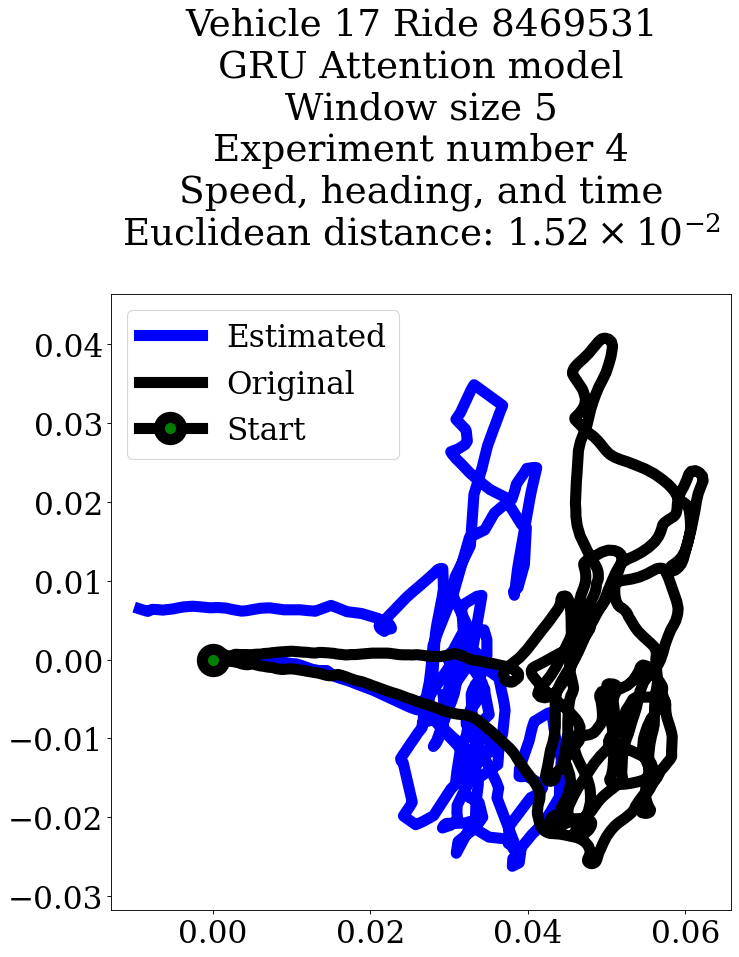 Vehicle 17 Ride 8469531
GRU Attention model
Window size 5
Experiment number 4
Speed, heading, and time
Euclidean distance: 1.52 × 10⁻²
Estimated
Original
Start
0.04
0.03
0.02
0.01
0.00
−0.01
−0.02
−0.03
0.00 0.02 0.04 0.06